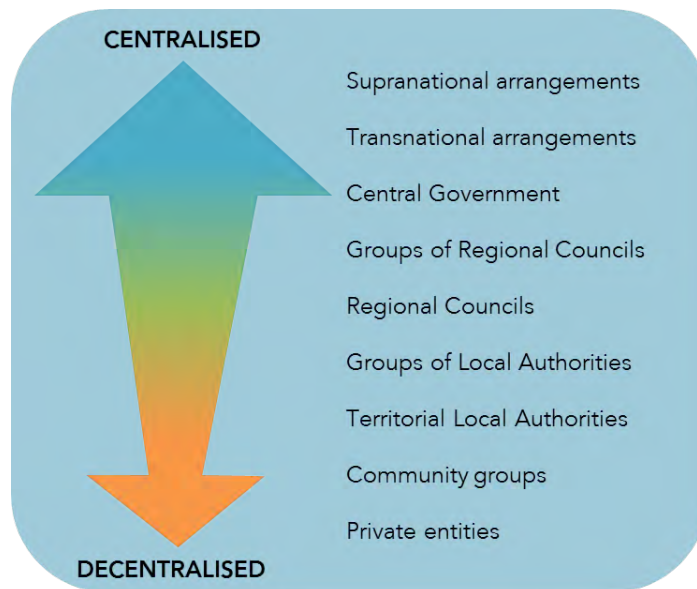 CENTRALISED
Supranational arrangements
Transnational arrangements
Central Government
Groups of Regional Councils
Regional Councils
Groups of Local Authorities
Territorial Local Authorities
Community groups
Private entities
DECENTRALISED